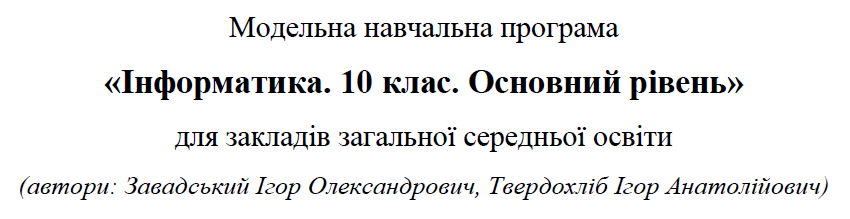 Модельна навчальна програма
«Інформатика. 10 клас. Основний рівень»
для закладів загальної середньої освіти
(автори: Завадський Ігор Олександрович, Твердохліб Ігор Анатолійович)